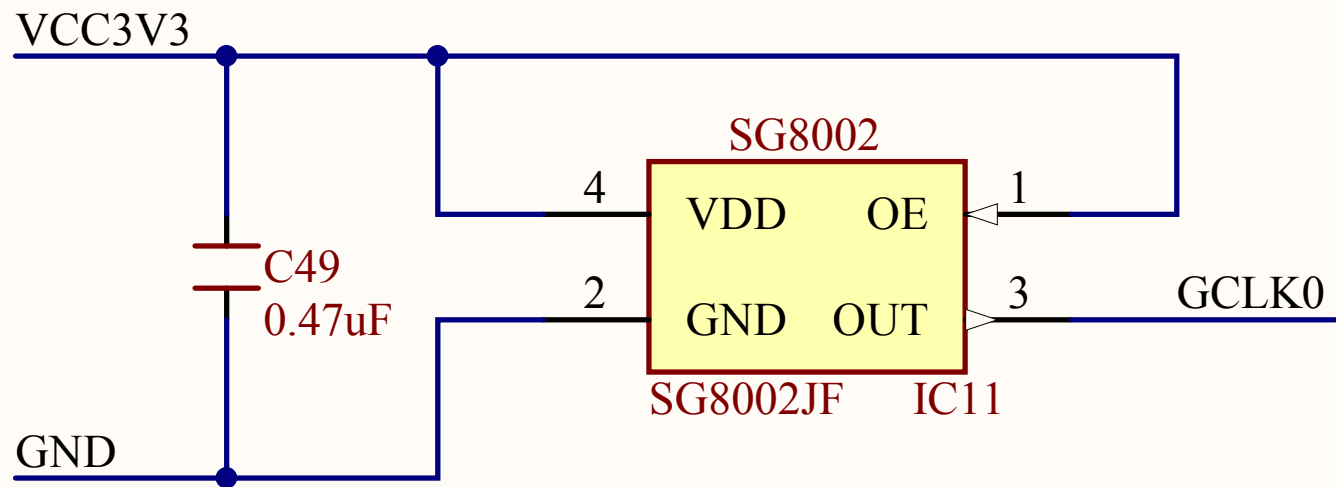 VCC3V3
SG8002
4 VDD OE 1
C49
0.47uF
2 GND OUT 3 GCLK0
SG8002JF IC11
GND